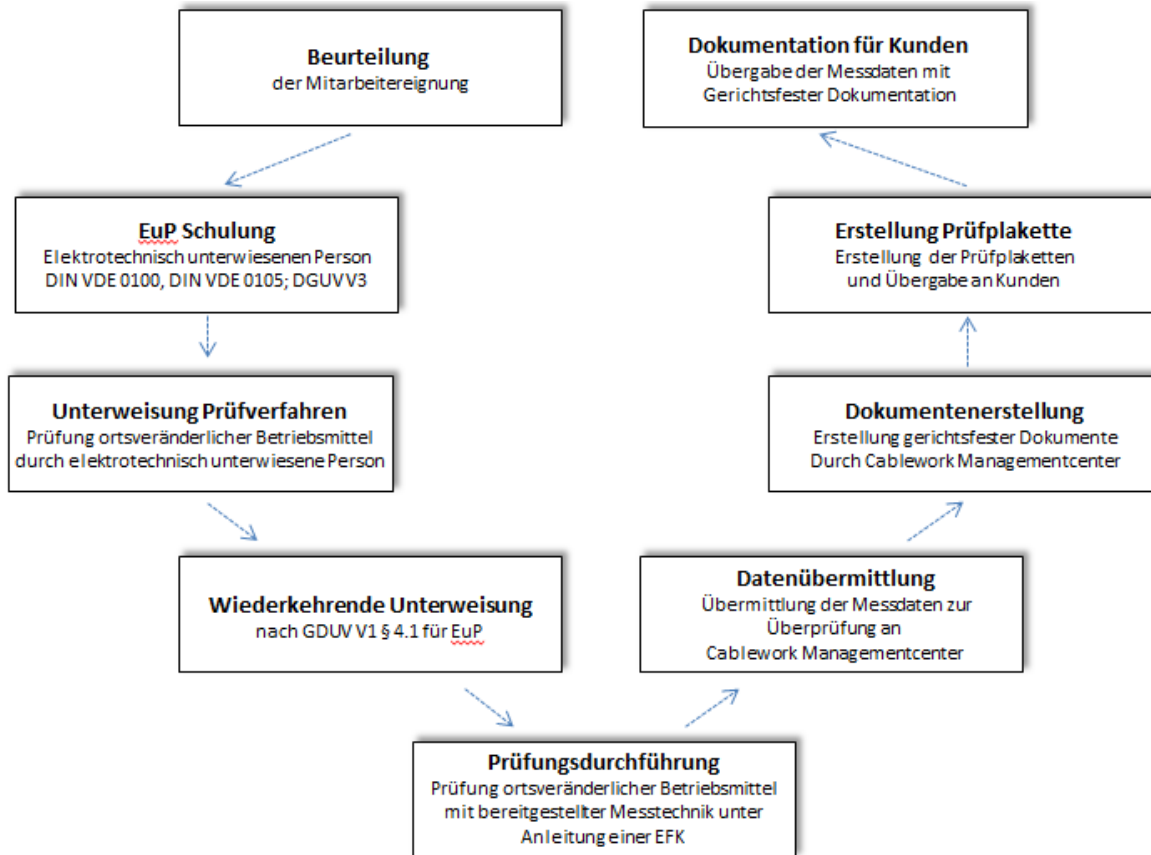 Beurteilung
der Mitarbeitereignung
EuP Schulung
Elektrotechnisch unterwiesenen Person
DIN VDE 0100, DIN VDE 0105; DGUV V3
Unterweisung Prüfverfahren
Prüfung ortsveränderlicher Betriebsmittel
durch elektrotechnisch unterwiesene Person
Wiederkehrende Unterweisung
nach GDUV V1 § 4.1 für EuP
Prüfungsdurchführung
Prüfung ortsveränderlicher Betriebsmittel
mit bereitgestellter Messtechnik unter
Anleitung einer EFK
Datenübermittlung
Übermittlung der Messdaten zur
Überprüfung an
Cablework Managementcenter
Dokumentenerstellung
Erstellung gerichtsfester Dokumente
Durch Cablework Managementcenter
Erstellung Prüfplakette
Erstellung der Prüfplaketten
und Übergabe an Kunden
Dokumentation für Kunden
Übergabe der Messdaten mit
Gerichtsfester Dokumentation